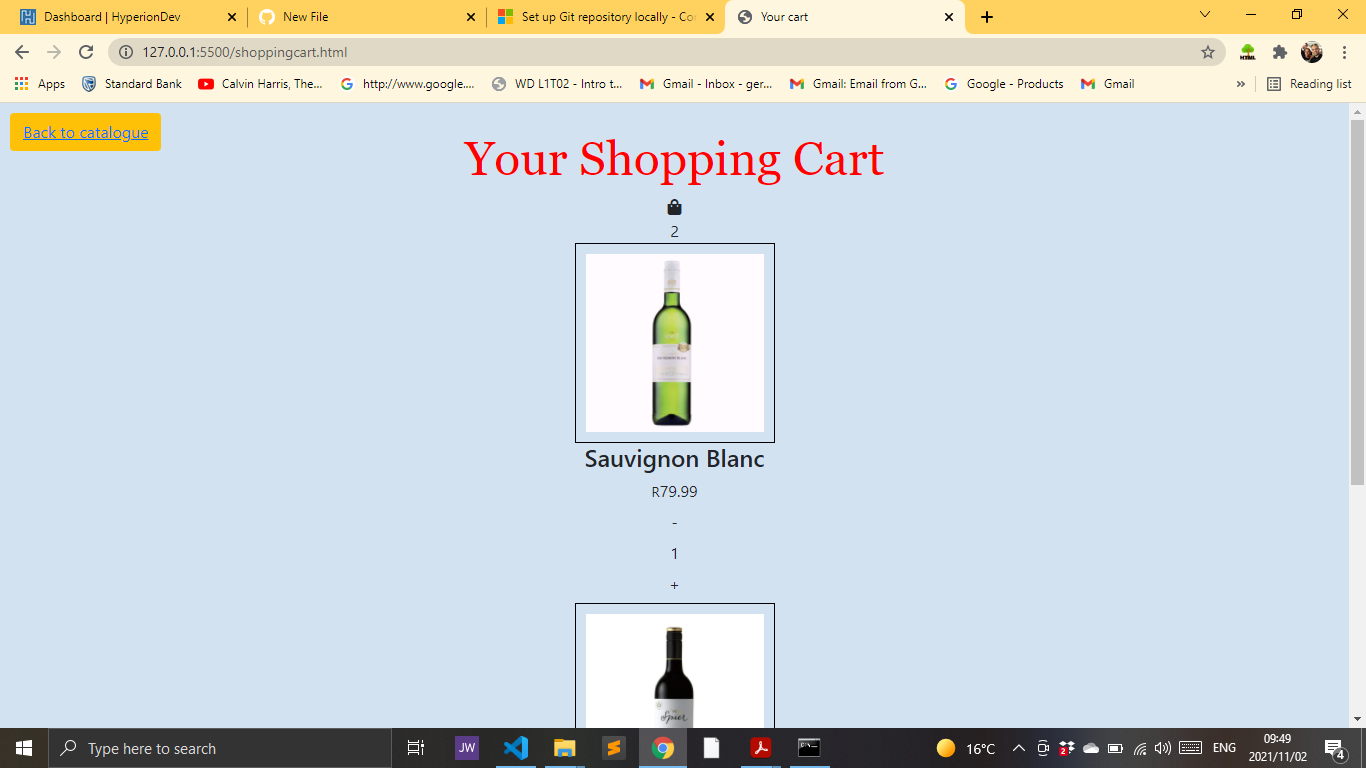 Dashboard | HyperionDev
New File
Set up Git repository locally - Co
Your cart
127.0.0.1:5500/shoppingcart.html
HTML
Apps
Standard Bank
Calvin Harris, The...
http://www.google....
WD L1T02 - Intro t...
Gmail - Inbox - ger...
Gmail: Email from G...
Google - Products
Gmail
»
Reading list
Back to catalogue
Your Shopping Cart
2
SAUVIGNON BLANC
Sauvignon Blanc
R79.99
-
1
+
Spier
Type here to search
JW
2
16°C
ENG
09:49
2021/11/02
4